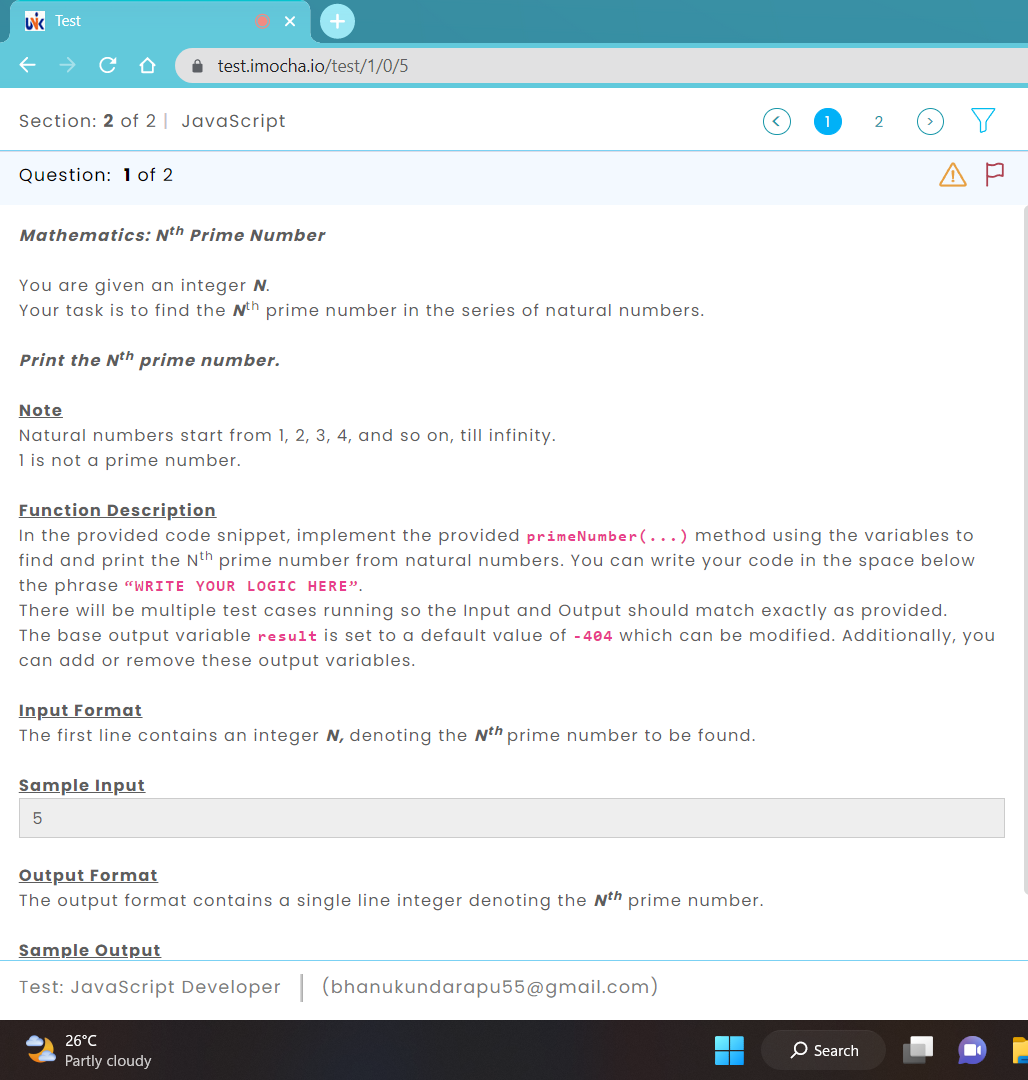 Test
test.imocha.io/test/1/0/5
Section: 2 of 2 | JavaScript
1 2
Question: 1 of 2
Mathematics: Nth Prime Number
You are given an integer N.
Your task is to find the Nth prime number in the series of natural numbers.
Print the Nth prime number.
Note
Natural numbers start from 1, 2, 3, 4, and so on, till infinity.
1 is not a prime number.
Function Description
In the provided code snippet, implement the provided primeNumber(...) method using the variables to
find and print the Nth prime number from natural numbers. You can write your code in the space below
the phrase “WRITE YOUR LOGIC HERE”.
There will be multiple test cases running so the Input and Output should match exactly as provided.
The base output variable result is set to a default value of -404 which can be modified. Additionally, you
can add or remove these output variables.
Input Format
The first line contains an integer N, denoting the Nth prime number to be found.
Sample Input
5
Output Format
The output format contains a single line integer denoting the Nth prime number.
Sample Output
Test: JavaScript Developer | (bhanukundarapu55@gmail.com)
26°C
Partly cloudy
Search